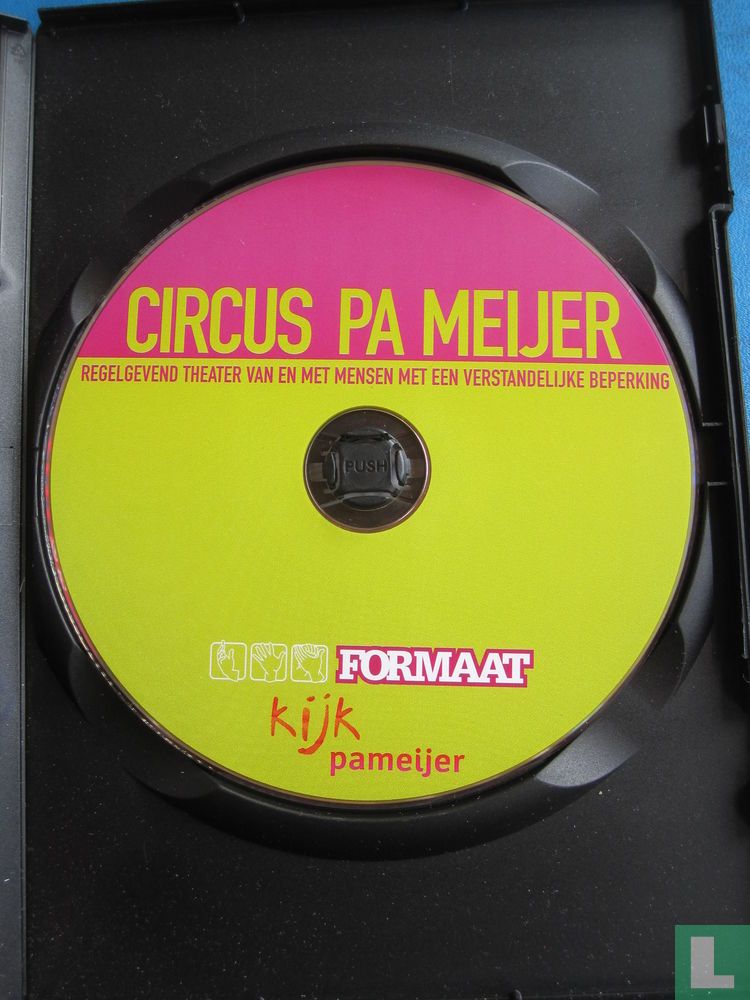 CIRCUS PA MEIJER
REGELGEVEND THEATER VAN EN MET MENSEN MET EEN VERSTANDELIJKE BEPERKING
PUSH
FORMAAT
kijk
pameijer
L